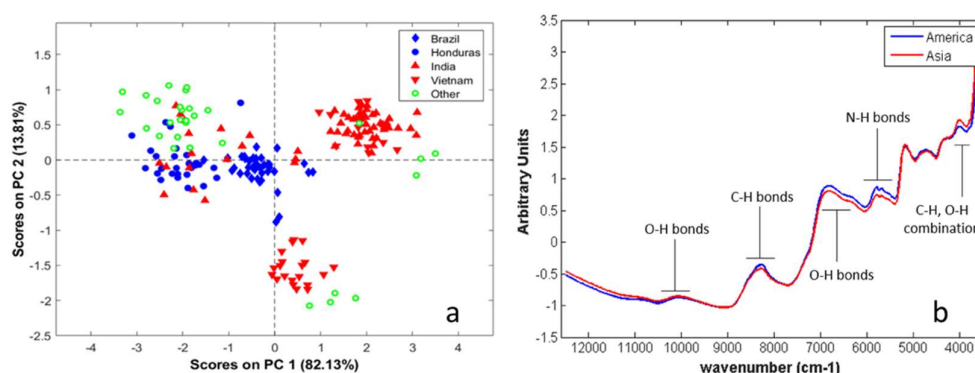 Brazil
Honduras
India
Vietnam
Other
1.5
1
0.5
0
-0.5
-1
-1.5
-2
-2.5
Scores on PC 2 (13.81%)
a
-4 -3 -2 -1 0 1 2 3 4
Scores on PC 1 (82.13%)
America
Asia
3.5
3
2.5
2
1.5
1
0.5
0
-0.5
-1
-1.5
Arbitrary Units
N-H bonds
C-H bonds
O-H bonds
O-H bonds
C-H, O-H
combination
b
12000 11000 10000 9000 8000 7000 6000 5000 4000
wavenumber (cm-1)